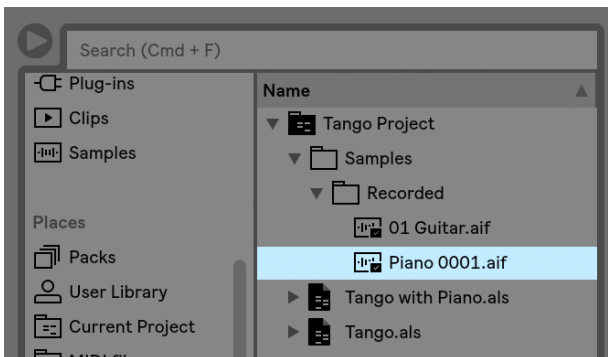 Search (Cmd + F)
Plug-ins
Clips
Samples
Places
Packs
User Library
Current Project
Name
Tango Project
Samples
Recorded
01 Guitar.aif
Piano 0001.aif
Tango with Piano.als
Tango.als